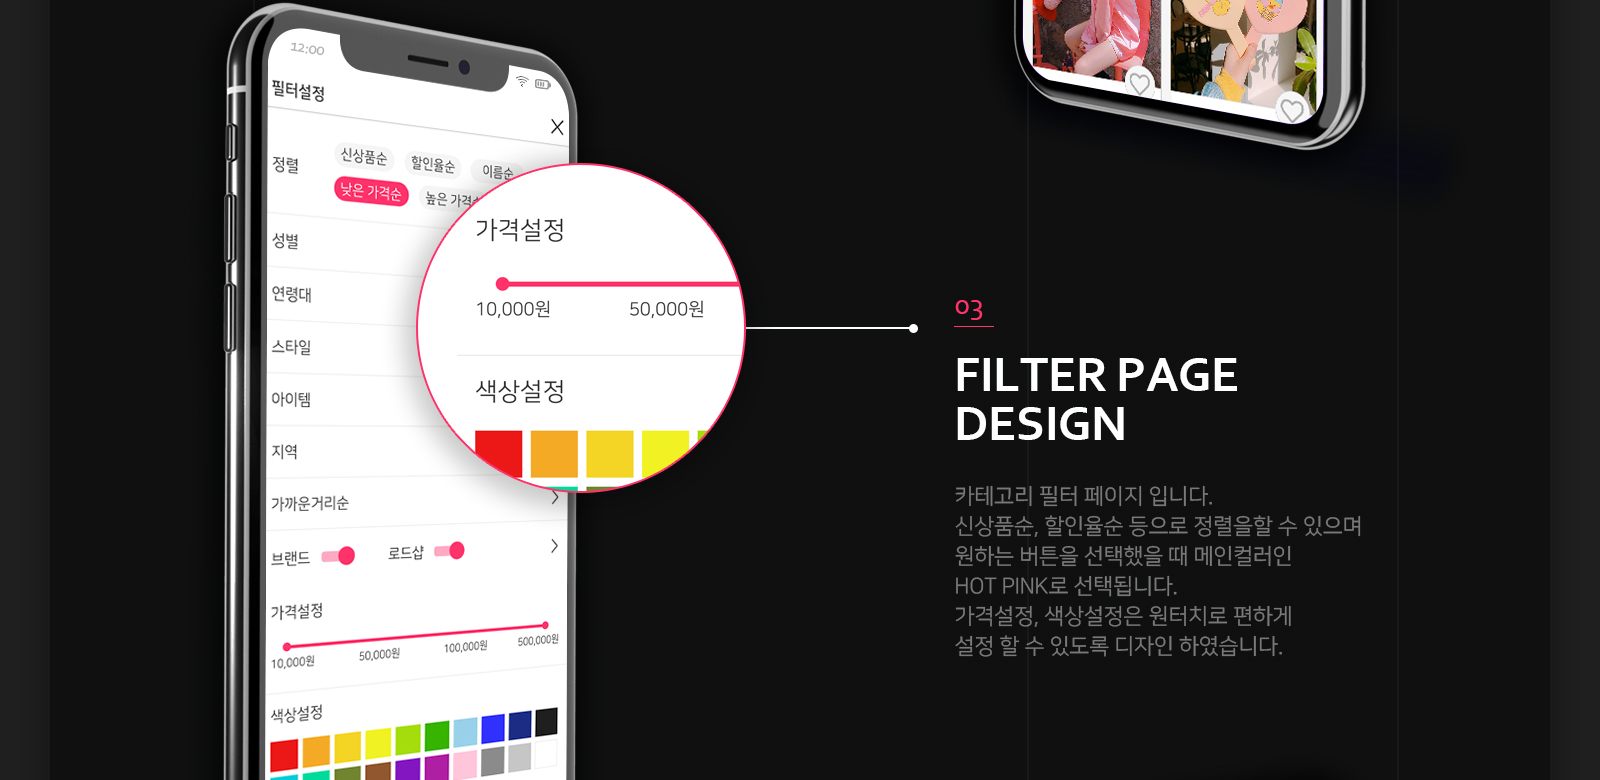 12:00
필터설정
정렬
신상품순
할인율순
이름순
낮은 가격순
높은 가격
성별
연령대
스타일
아이템
지역
가까운거리순
브랜드
로드샵
가격설정
10,000원
50,000원
100,000원
500,000원
색상설정
가격설정
10,000원
50,000원
색상설정
03
FILTER PAGE
DESIGN
카테고리 필터 페이지 입니다.
신상품순, 할인율순 등으로 정렬을할 수 있으며
원하는 버튼을 선택했을 때 메인컬러인
HOT PINK로 선택됩니다.
가격설정, 색상설정은 원터치로 편하게
설정 할 수 있도록 디자인 하였습니다.